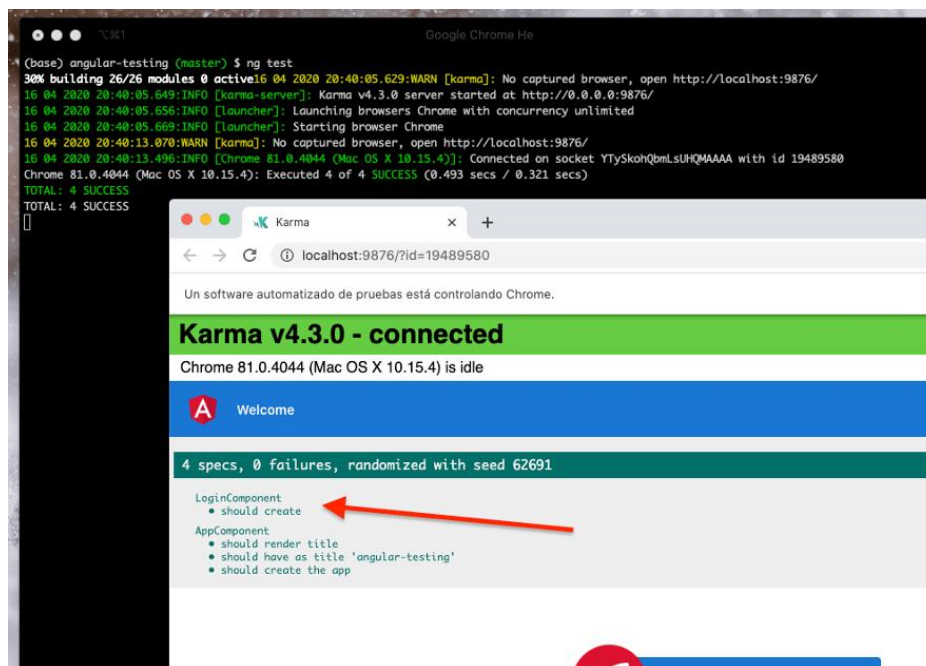 ⌥⌘1
Google Chrome He
(base) angular-testing (master) $ ng test
30% building 26/26 modules 0 active16 04 2020 20:40:05.629:WARN [karma]: No captured browser, open http://localhost:9876/
16 04 2020 20:40:05.649:INFO [karma-server]: Karma v4.3.0 server started at http://0.0.0.0:9876/
16 04 2020 20:40:05.656:INFO [launcher]: Launching browsers Chrome with concurrency unlimited
16 04 2020 20:40:05.669:INFO [launcher]: Starting browser Chrome
16 04 2020 20:40:13.070:WARN [karma]: No captured browser, open http://localhost:9876/
16 04 2020 20:40:13.496:INFO [Chrome 81.0.4044 (Mac OS X 10.15.4)]: Connected on socket YTySkohQbmLsUHQMAAAA with id 19489580
Chrome 81.0.4044 (Mac OS X 10.15.4): Executed 4 of 4 SUCCESS (0.493 secs / 0.321 secs)
TOTAL: 4 SUCCESS
TOTAL: 4 SUCCESS
Karma
localhost:9876/?id=19489580
Un software automatizado de pruebas está controlando Chrome.
Karma v4.3.0 - connected
Chrome 81.0.4044 (Mac OS X 10.15.4) is idle
Welcome
4 specs, 0 failures, randomized with seed 62691
LoginComponent
• should create
AppComponent
• should render title
• should have as title 'angular-testing'
• should create the app